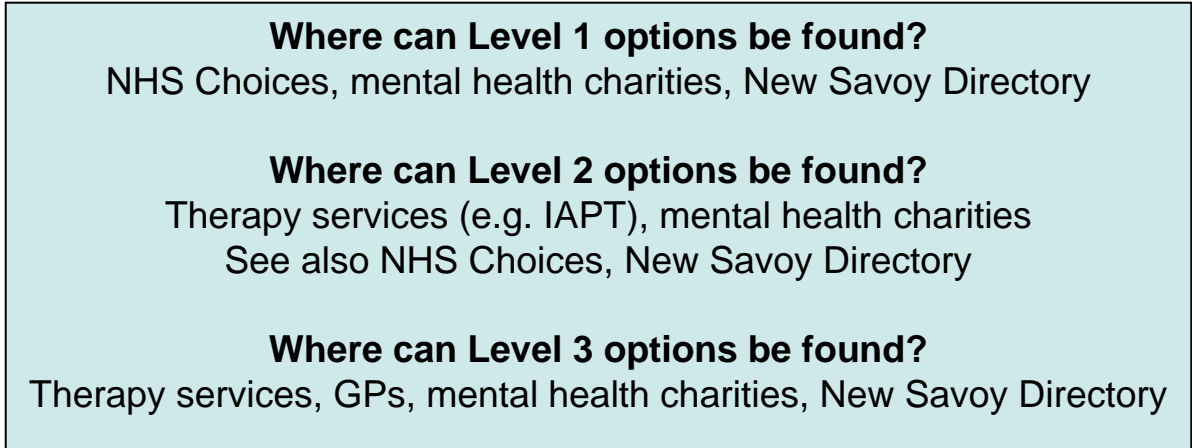 Where can Level 1 options be found?
NHS Choices, mental health charities, New Savoy Directory
Where can Level 2 options be found?
Therapy services (e.g. IAPT), mental health charities
See also NHS Choices, New Savoy Directory
Where can Level 3 options be found?
Therapy services, GPs, mental health charities, New Savoy Directory